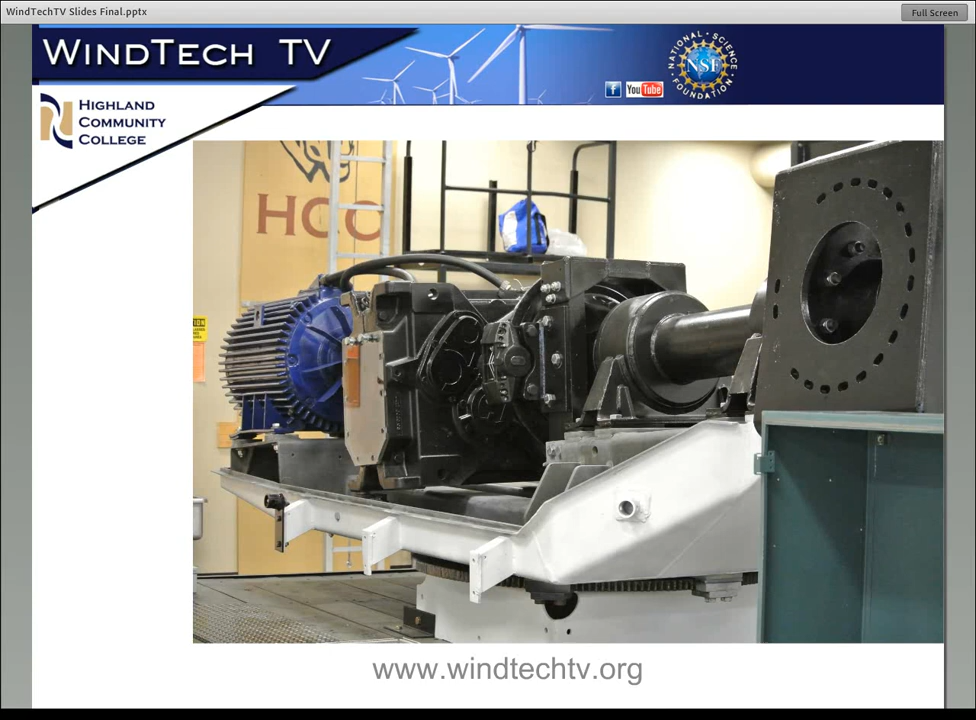 WindTechTV Slides Final.pptx
Full Screen
WINDTECH TV
NATIONAL SCIENCE FOUNDATION
NSF
f
You Tube
HIGHLAND
COMMUNITY
COLLEGE
HCC
www.windtechtv.org